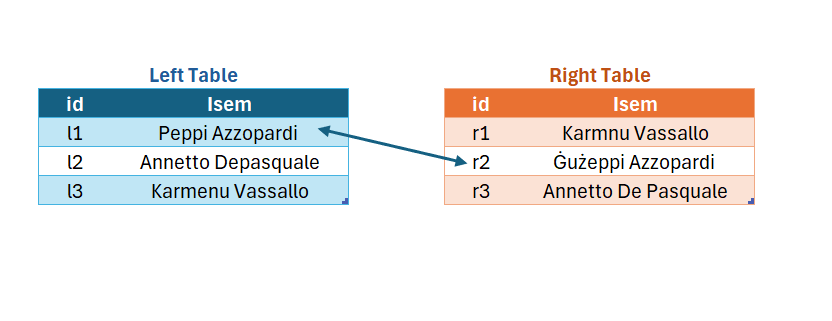 Left Table
id Isem
l1 Peppi Azzopardi
l2 Annetto Depasquale
l3 Karmenu Vassallo
Right Table
id Isem
r1 Karmnu Vassallo
r2 Ġużeppi Azzopardi
r3 Annetto De Pasquale